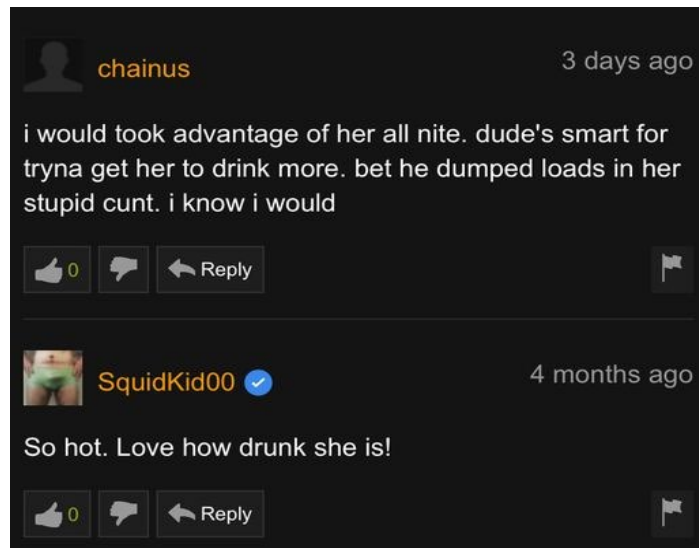 chainus
3 days ago
i would took advantage of her all nite. dude's smart for
tryna get her to drink more. bet he dumped loads in her
stupid cunt. i know i would
0
Reply
SquidKid00
4 months ago
So hot. Love how drunk she is!
0
Reply